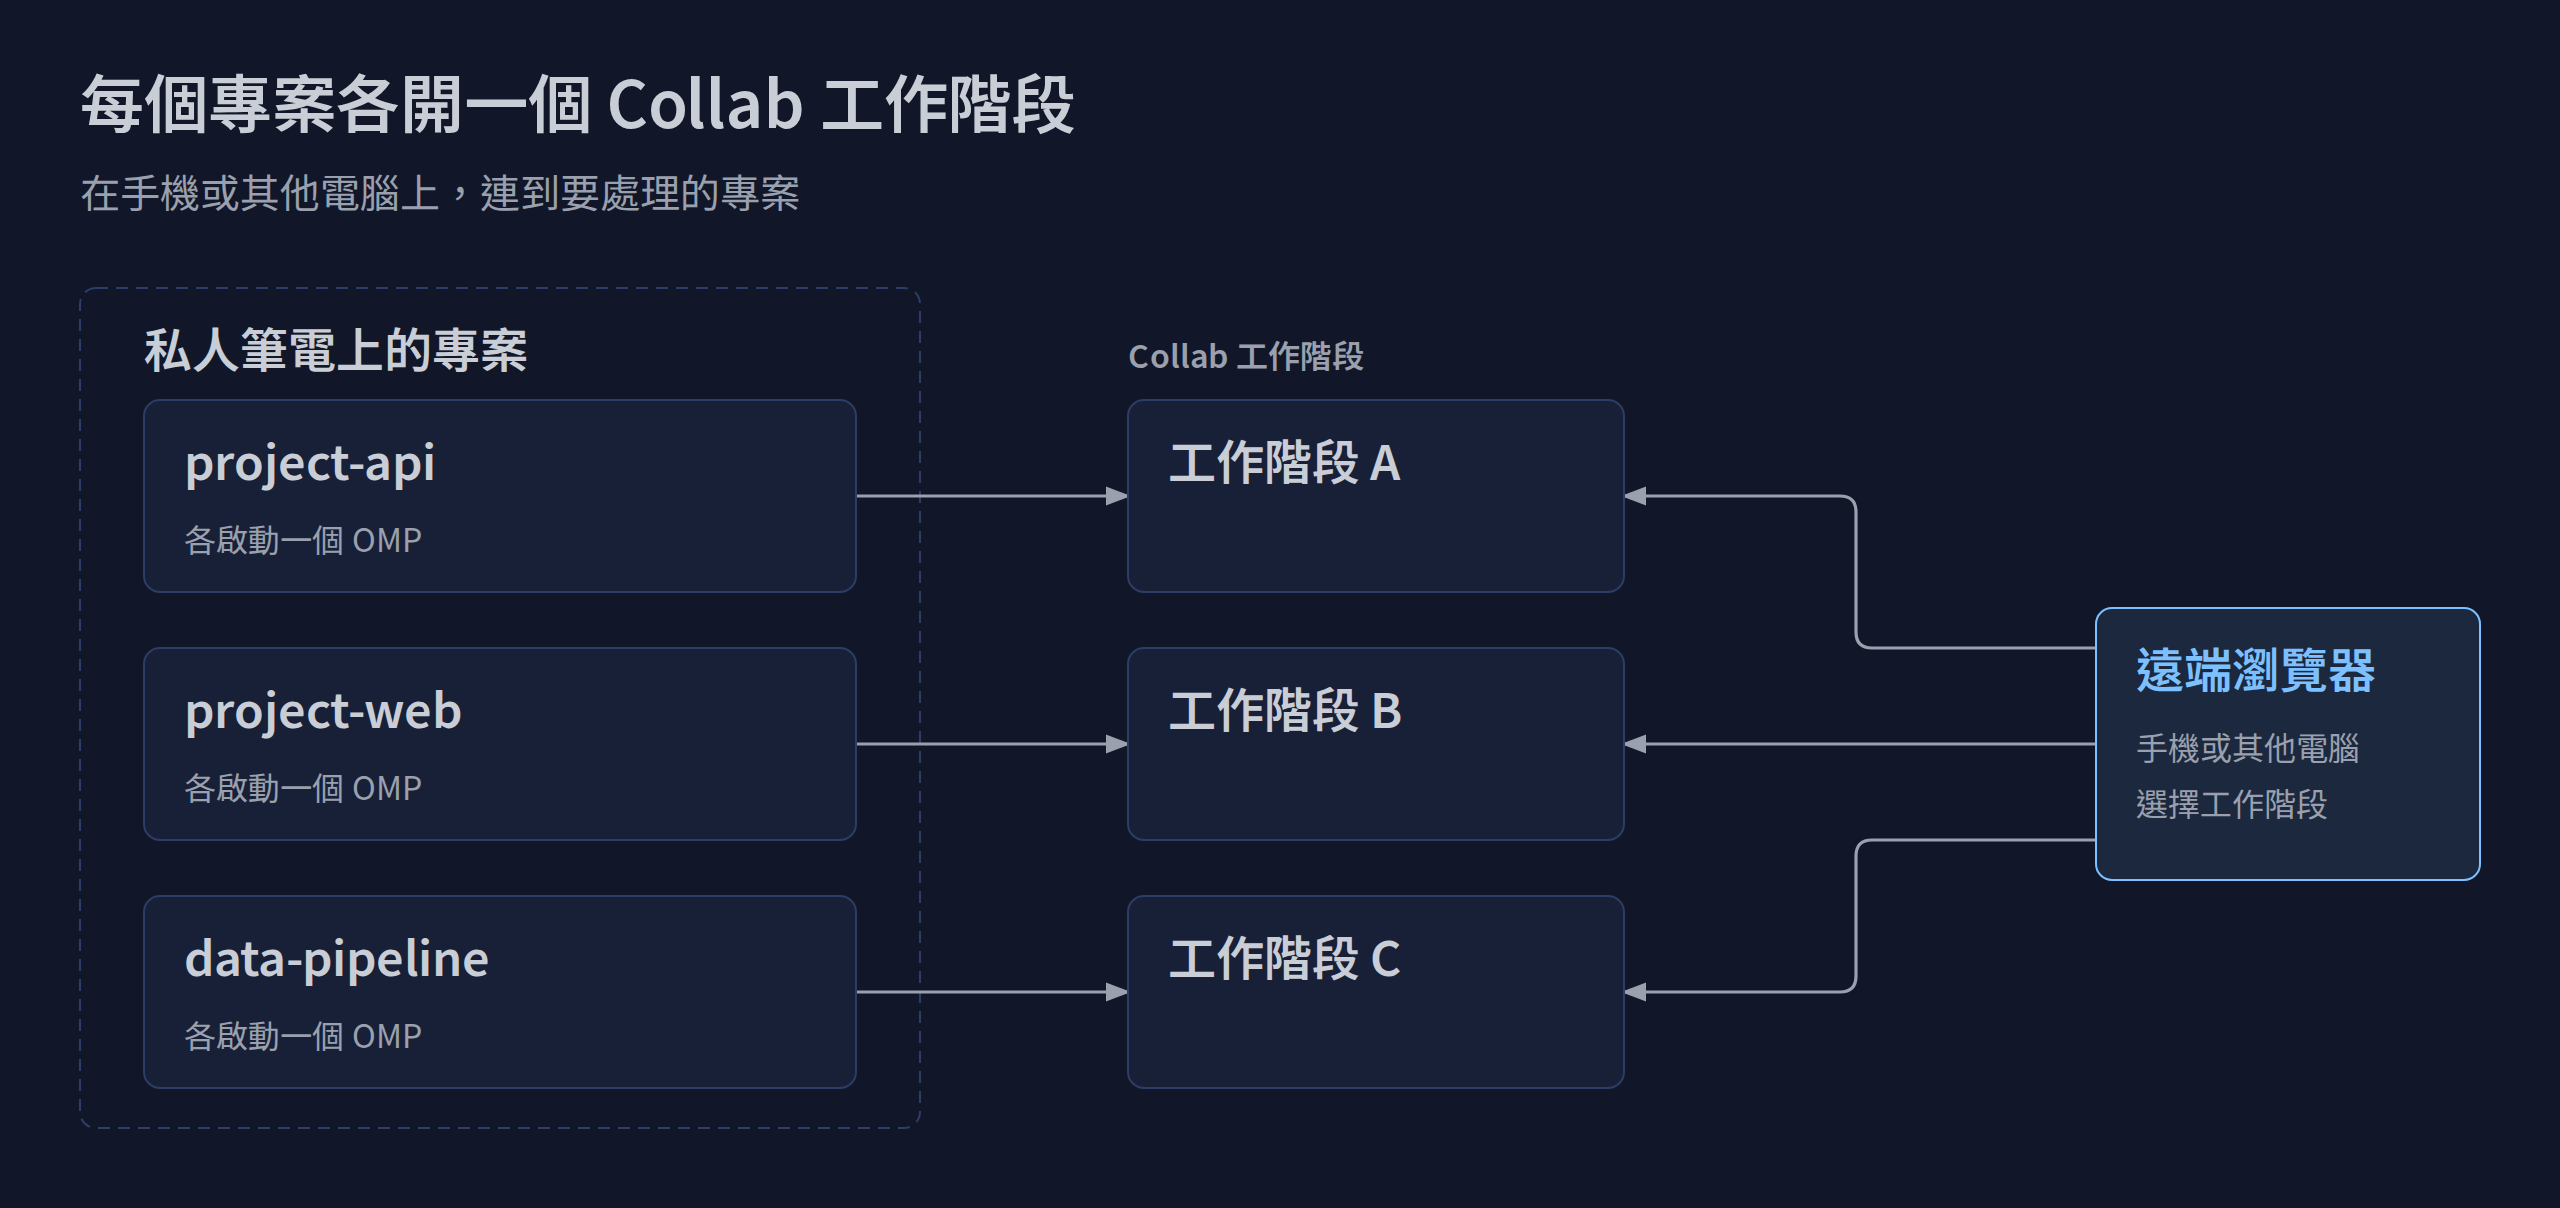 每個專案各開一個 Collab 工作階段
在手機或其他電腦上，連到要處理的專案
私人筆電上的專案
project-api
各啟動一個 OMP
project-web
各啟動一個 OMP
data-pipeline
各啟動一個 OMP
Collab 工作階段
工作階段 A
工作階段 B
工作階段 C
遠端瀏覽器
手機或其他電腦
選擇工作階段